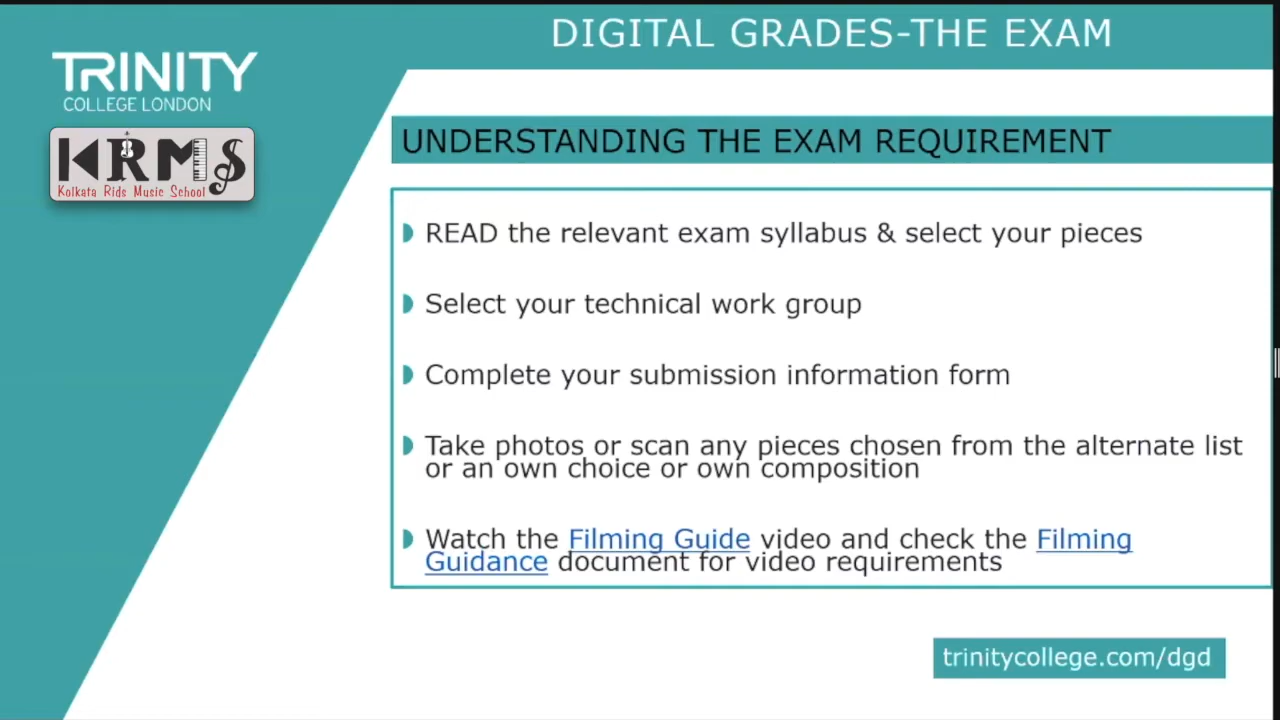 DIGITAL GRADES-THE EXAM
TRINITY
COLLEGE LONDON
KRMS
Kolkata Rids Music School
UNDERSTANDING THE EXAM REQUIREMENT
READ the relevant exam syllabus & select your pieces
Select your technical work group
Complete your submission information form
Take photos or scan any pieces chosen from the alternate list
or an own choice or own composition
Watch the Filming Guide video and check the Filming
Guidance document for video requirements
trinitycollege.com/dgd